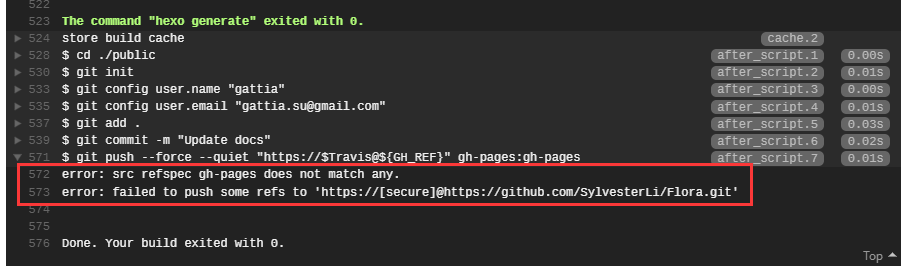 522
523 The command "hexo generate" exited with 0.
524 store build cache cache.2
528 $ cd ./public after_script.1 0.00s
530 $ git init after_script.2 0.01s
533 $ git config user.name "gattia" after_script.3 0.00s
535 $ git config user.email "gattia.su@gmail.com" after_script.4 0.01s
537 $ git add . after_script.5 0.03s
539 $ git commit -m "Update docs" after_script.6 0.02s
571 $ git push --force --quiet "https://$Travis@${GH_REF}" gh-pages:gh-pages after_script.7 0.01s
572 error: src refspec gh-pages does not match any.
573 error: failed to push some refs to 'https://[secure]@https://github.com/SylvesterLi/Flora.git'
574
575
576 Done. Your build exited with 0.
Top